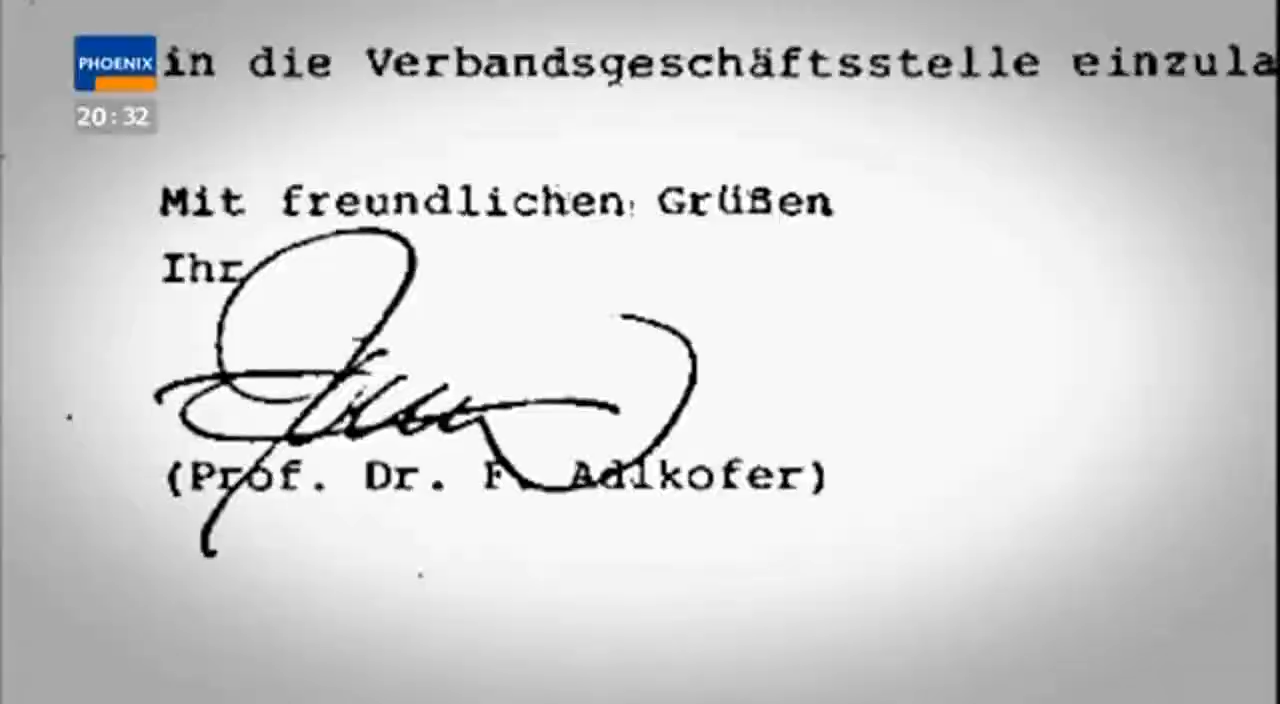 PHOENIX
20:32
in die Verbandsgeschäftsstelle einzula
Mit freundlichen Grüßen
Ihr
(Prof. Dr. F. Adlkofer)